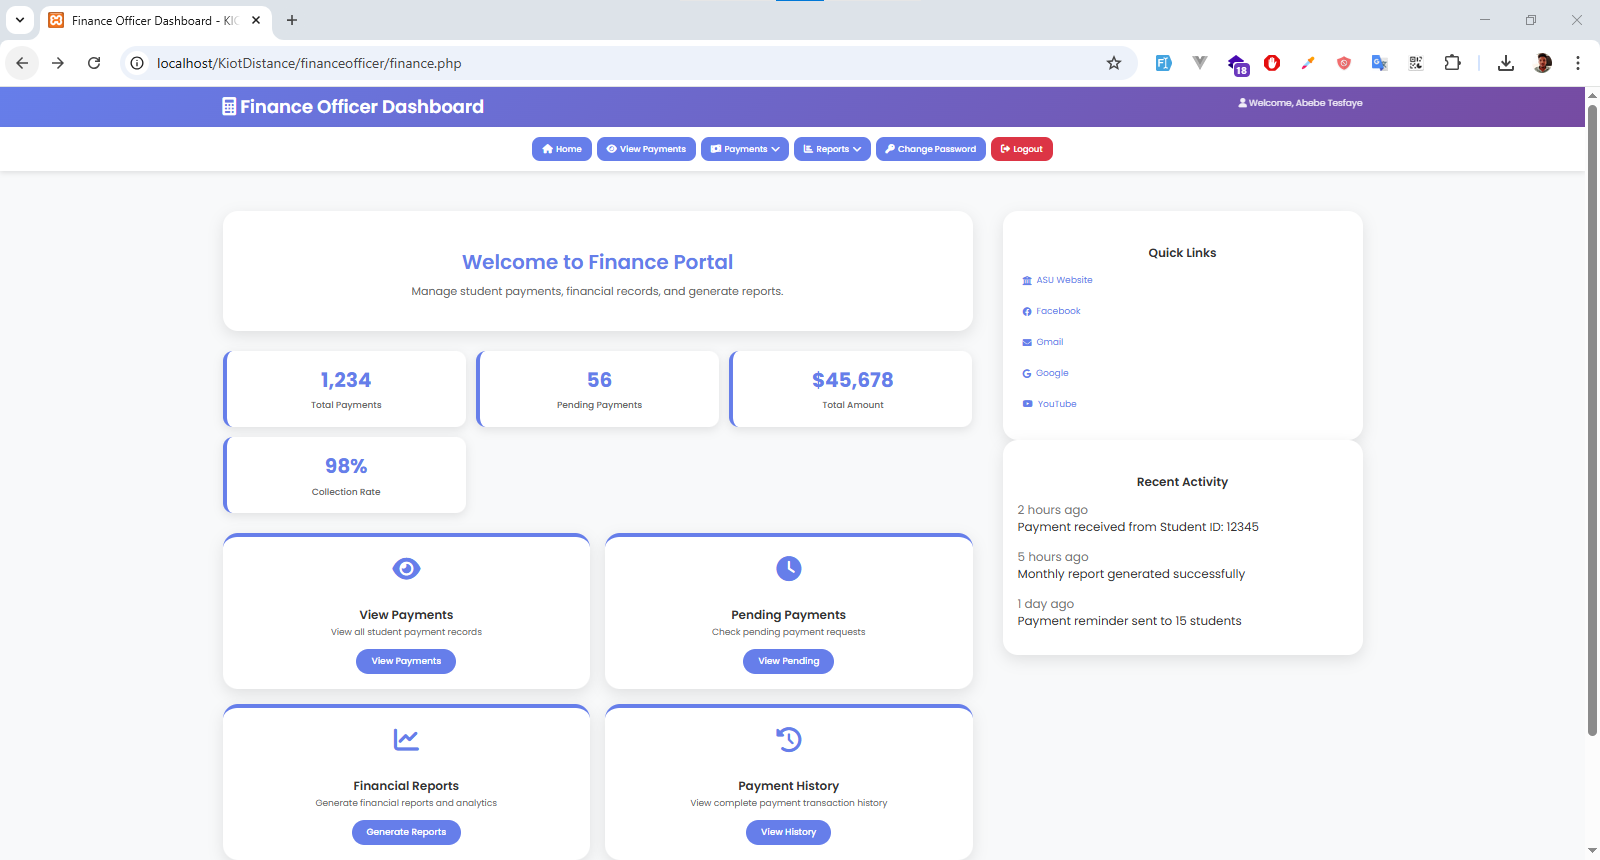 Finance Officer Dashboard - KIO
localhost/KiotDistance/financeofficer/finance.php
18
Finance Officer Dashboard
Welcome, Abebe Tesfaye
Home
View Payments
Payments
Reports
Change Password
Logout
Welcome to Finance Portal
Manage student payments, financial records, and generate reports.
1,234
Total Payments
56
Pending Payments
$45,678
Total Amount
98%
Collection Rate
View Payments
View all student payment records
View Payments
Pending Payments
Check pending payment requests
View Pending
Financial Reports
Generate financial reports and analytics
Generate Reports
Payment History
View complete payment transaction history
View History
Quick Links
ASU Website
Facebook
Gmail
Google
YouTube
Recent Activity
2 hours ago
Payment received from Student ID: 12345
5 hours ago
Monthly report generated successfully
1 day ago
Payment reminder sent to 15 students